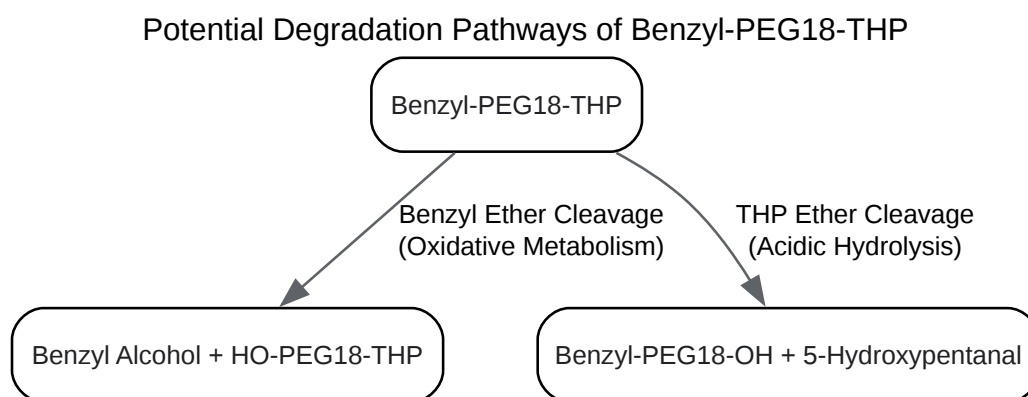 Potential Degradation Pathways of Benzyl-PEG18-THP
Benzyl-PEG18-THP
Benzyl Ether Cleavage
(Oxidative Metabolism)
THP Ether Cleavage
(Acidic Hydrolysis)
Benzyl Alcohol + HO-PEG18-THP
Benzyl-PEG18-OH + 5-Hydroxypentanal